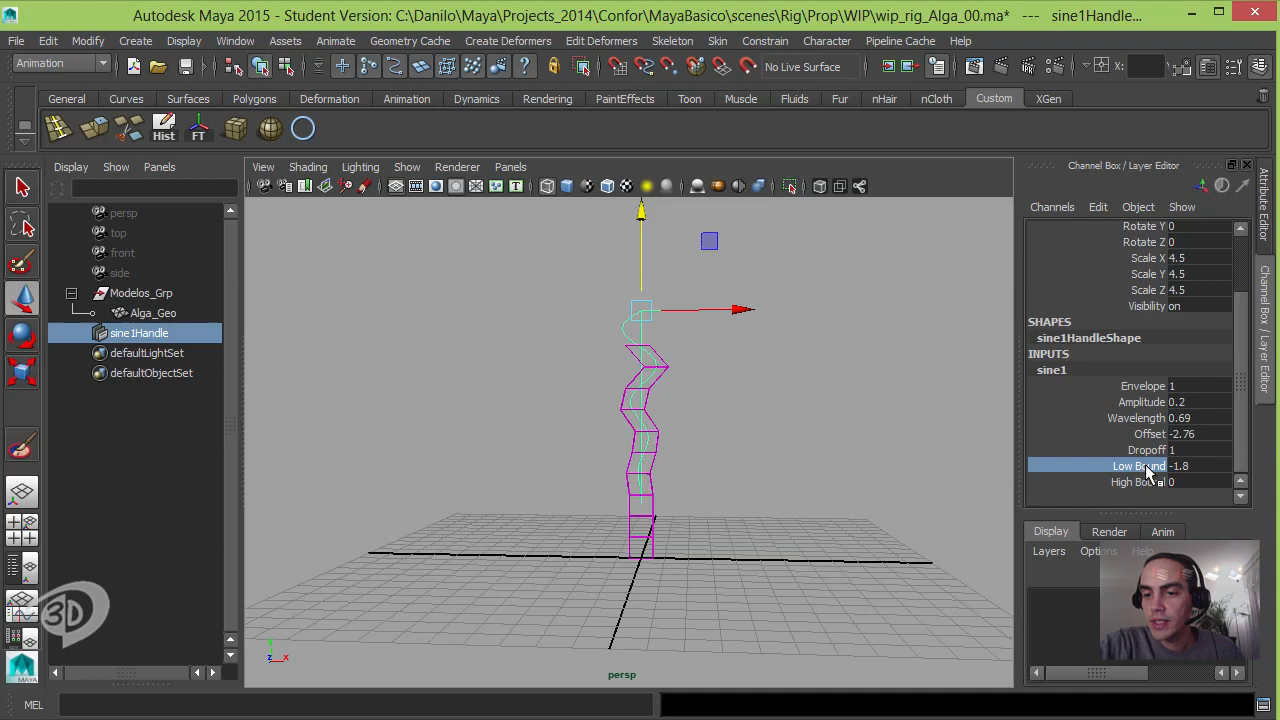 Autodesk Maya 2015 - Student Version: C:\Danilo\Maya\Projects_2014\Confor\MayaBasico\scenes\Rig\Prop\WIP\wip_rig_Alga_00.ma* --- sine1Handle...
File Edit Modify Create Display Window Assets Animate Geometry Cache Create Deformers Edit Deformers Skeleton Skin Constrain Character Pipeline Cache Help
Animation No Live Surface X:
General Curves Surfaces Polygons Deformation Animation Dynamics Rendering PaintEffects Toon Muscle Fluids Fur nHair nCloth Custom XGen
Hist FT
Display Show Panels
View Shading Lighting Show Renderer Panels
Channel Box / Layer Editor
Channels Edit Object Show
persp
top
front
side
Modelos_Grp
Alga_Geo
sine1Handle
defaultLightSet
defaultObjectSet
Rotate Y 0
Rotate Z 0
Scale X 4.5
Scale Y 4.5
Scale Z 4.5
Visibility on
SHAPES
sine1HandleShape
INPUTS
sine1
Envelope 1
Amplitude 0.2
Wavelength 0.69
Offset -2.76
Dropoff 1
Low Bound -1.8
High 0
Display Render Anim
Layers Options Help
Attribute Editor
Channel Box / Layer Editor
3D
MAYA
y
z x
persp
MEL